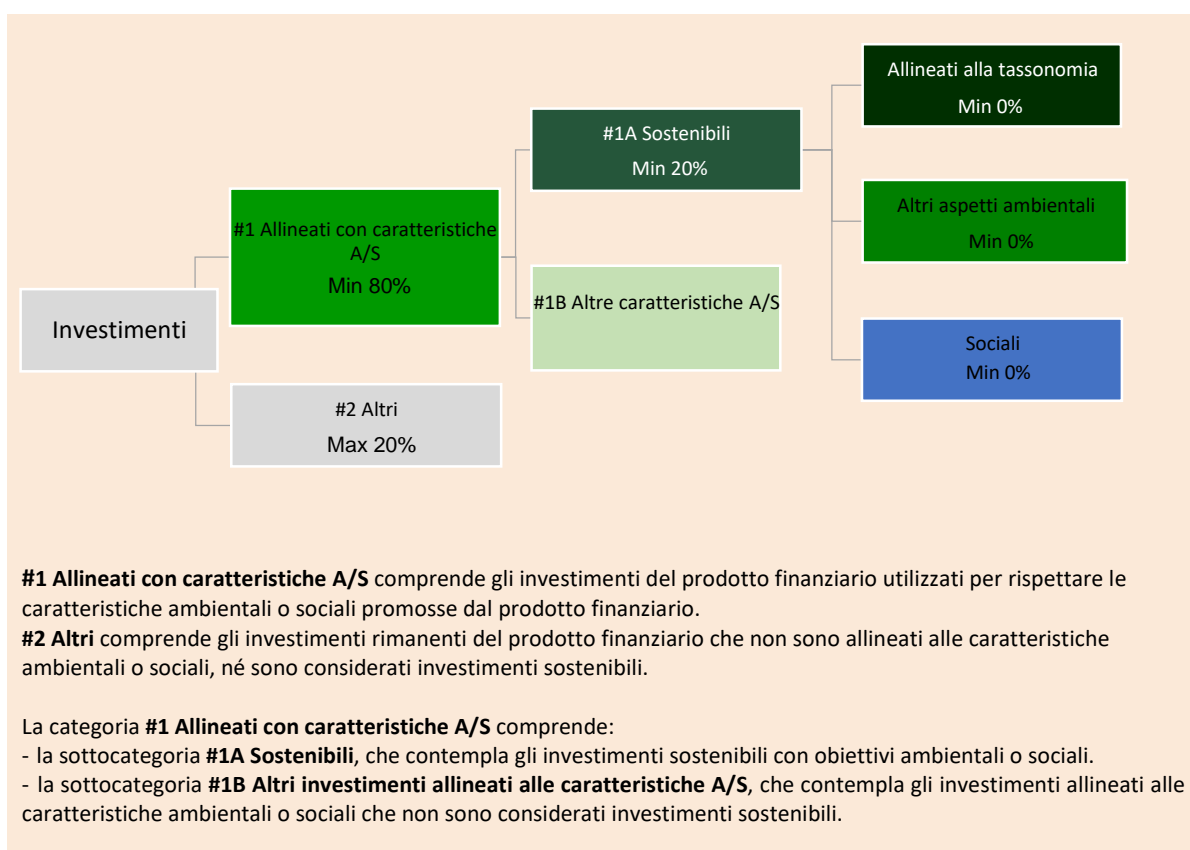 Investimenti
#1 Allineati con caratteristiche
A/S
Min 80%
#2 Altri
Max 20%
#1A Sostenibili
Min 20%
#1B Altre caratteristiche A/S
Allineati alla tassonomia
Min 0%
Altri aspetti ambientali
Min 0%
Sociali
Min 0%
#1 Allineati con caratteristiche A/S comprende gli investimenti del prodotto finanziario utilizzati per rispettare le
caratteristiche ambientali o sociali promosse dal prodotto finanziario.
#2 Altri comprende gli investimenti rimanenti del prodotto finanziario che non sono allineati alle caratteristiche
ambientali o sociali, né sono considerati investimenti sostenibili.
La categoria #1 Allineati con caratteristiche A/S comprende:
- la sottocategoria #1A Sostenibili, che contempla gli investimenti sostenibili con obiettivi ambientali o sociali.
- la sottocategoria #1B Altri investimenti allineati alle caratteristiche A/S, che contempla gli investimenti allineati alle
caratteristiche ambientali o sociali che non sono considerati investimenti sostenibili.